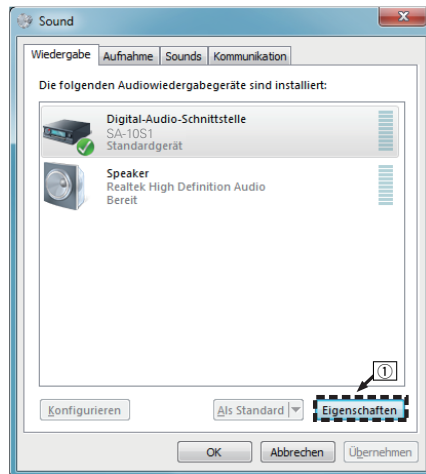 Sound
Wiedergabe Aufnahme Sounds Kommunikation
Die folgenden Audiowiedergabegeräte sind installiert:
Digital-Audio-Schnittstelle
SA-10S1
Standardgerät
Speaker
Realtek High Definition Audio
Bereit
①
Konfigurieren Als Standard Eigenschaften
OK Abbrechen Übernehmen